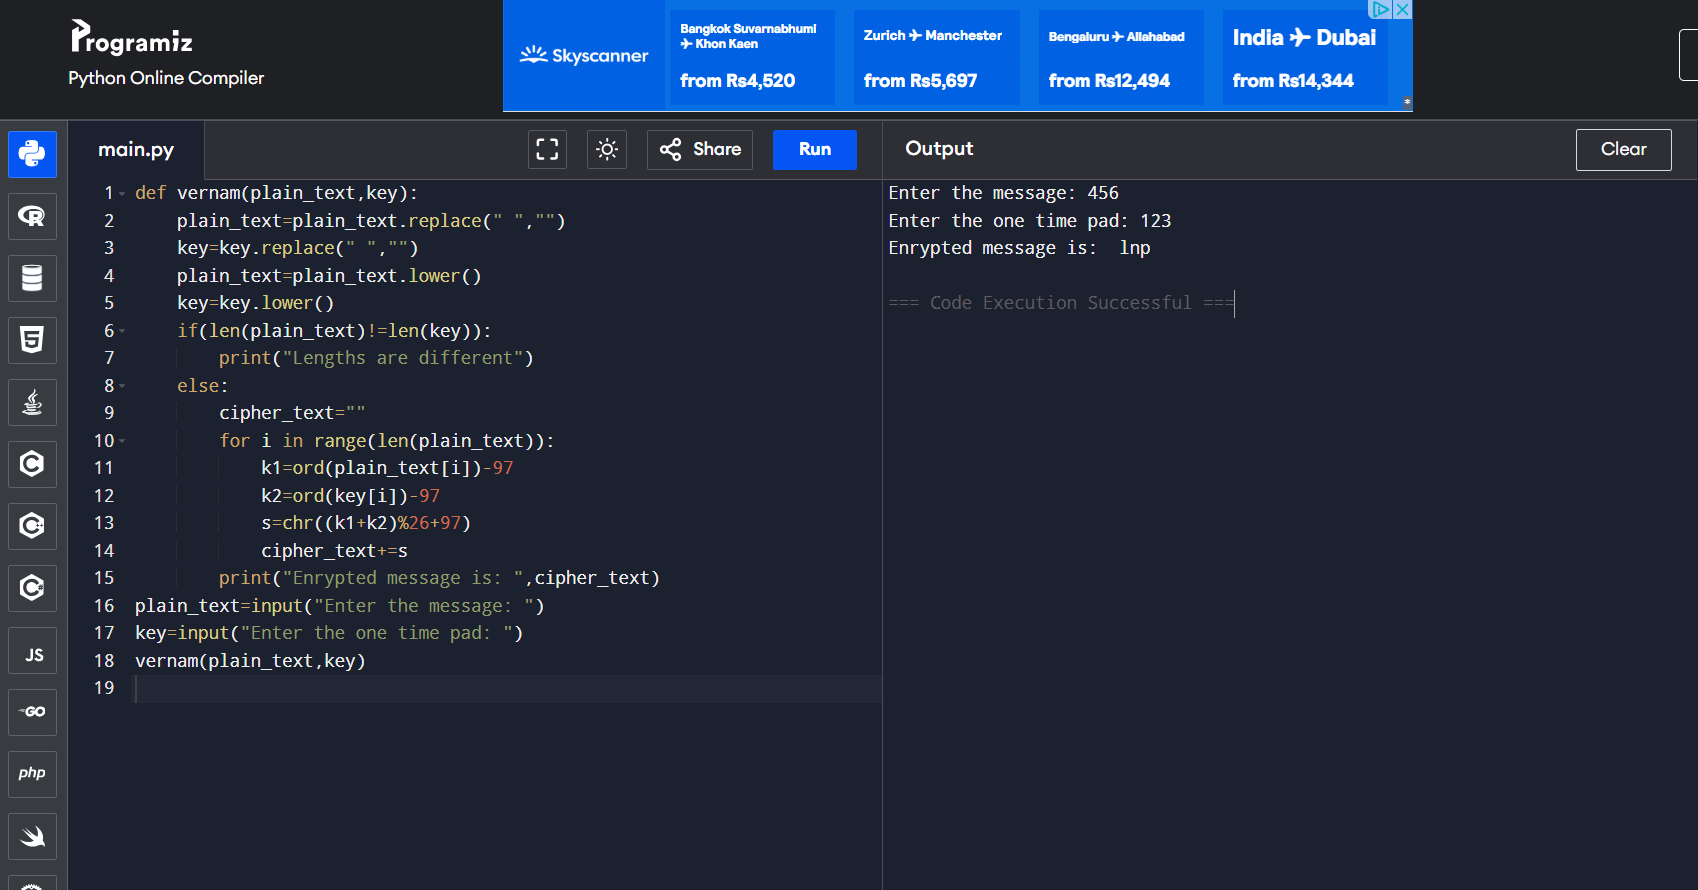 Programiz
Python Online Compiler
Skyscanner
Bangkok Suvarnabhumi
✈ Khon Kaen
from Rs4,520
Zurich ✈ Manchester
from Rs5,697
Bengaluru ✈ Allahabad
from Rs12,494
India ✈ Dubai
from Rs14,344
main.py
Share
Run
Output
Clear
1 def vernam(plain_text,key):
2     plain_text=plain_text.replace(" ","")
3     key=key.replace(" ","")
4     plain_text=plain_text.lower()
5     key=key.lower()
6     if(len(plain_text)!=len(key)):
7         print("Lengths are different")
8     else:
9         cipher_text=""
10         for i in range(len(plain_text)):
11             k1=ord(plain_text[i])-97
12             k2=ord(key[i])-97
13             s=chr((k1+k2)%26+97)
14             cipher_text+=s
15         print("Enrypted message is: ",cipher_text)
16 plain_text=input("Enter the message: ")
17 key=input("Enter the one time pad: ")
18 vernam(plain_text,key)
19
Enter the message: 456
Enter the one time pad: 123
Enrypted message is:  lnp
=== Code Execution Successful ===
R
5
C
C
C
JS
GO
php